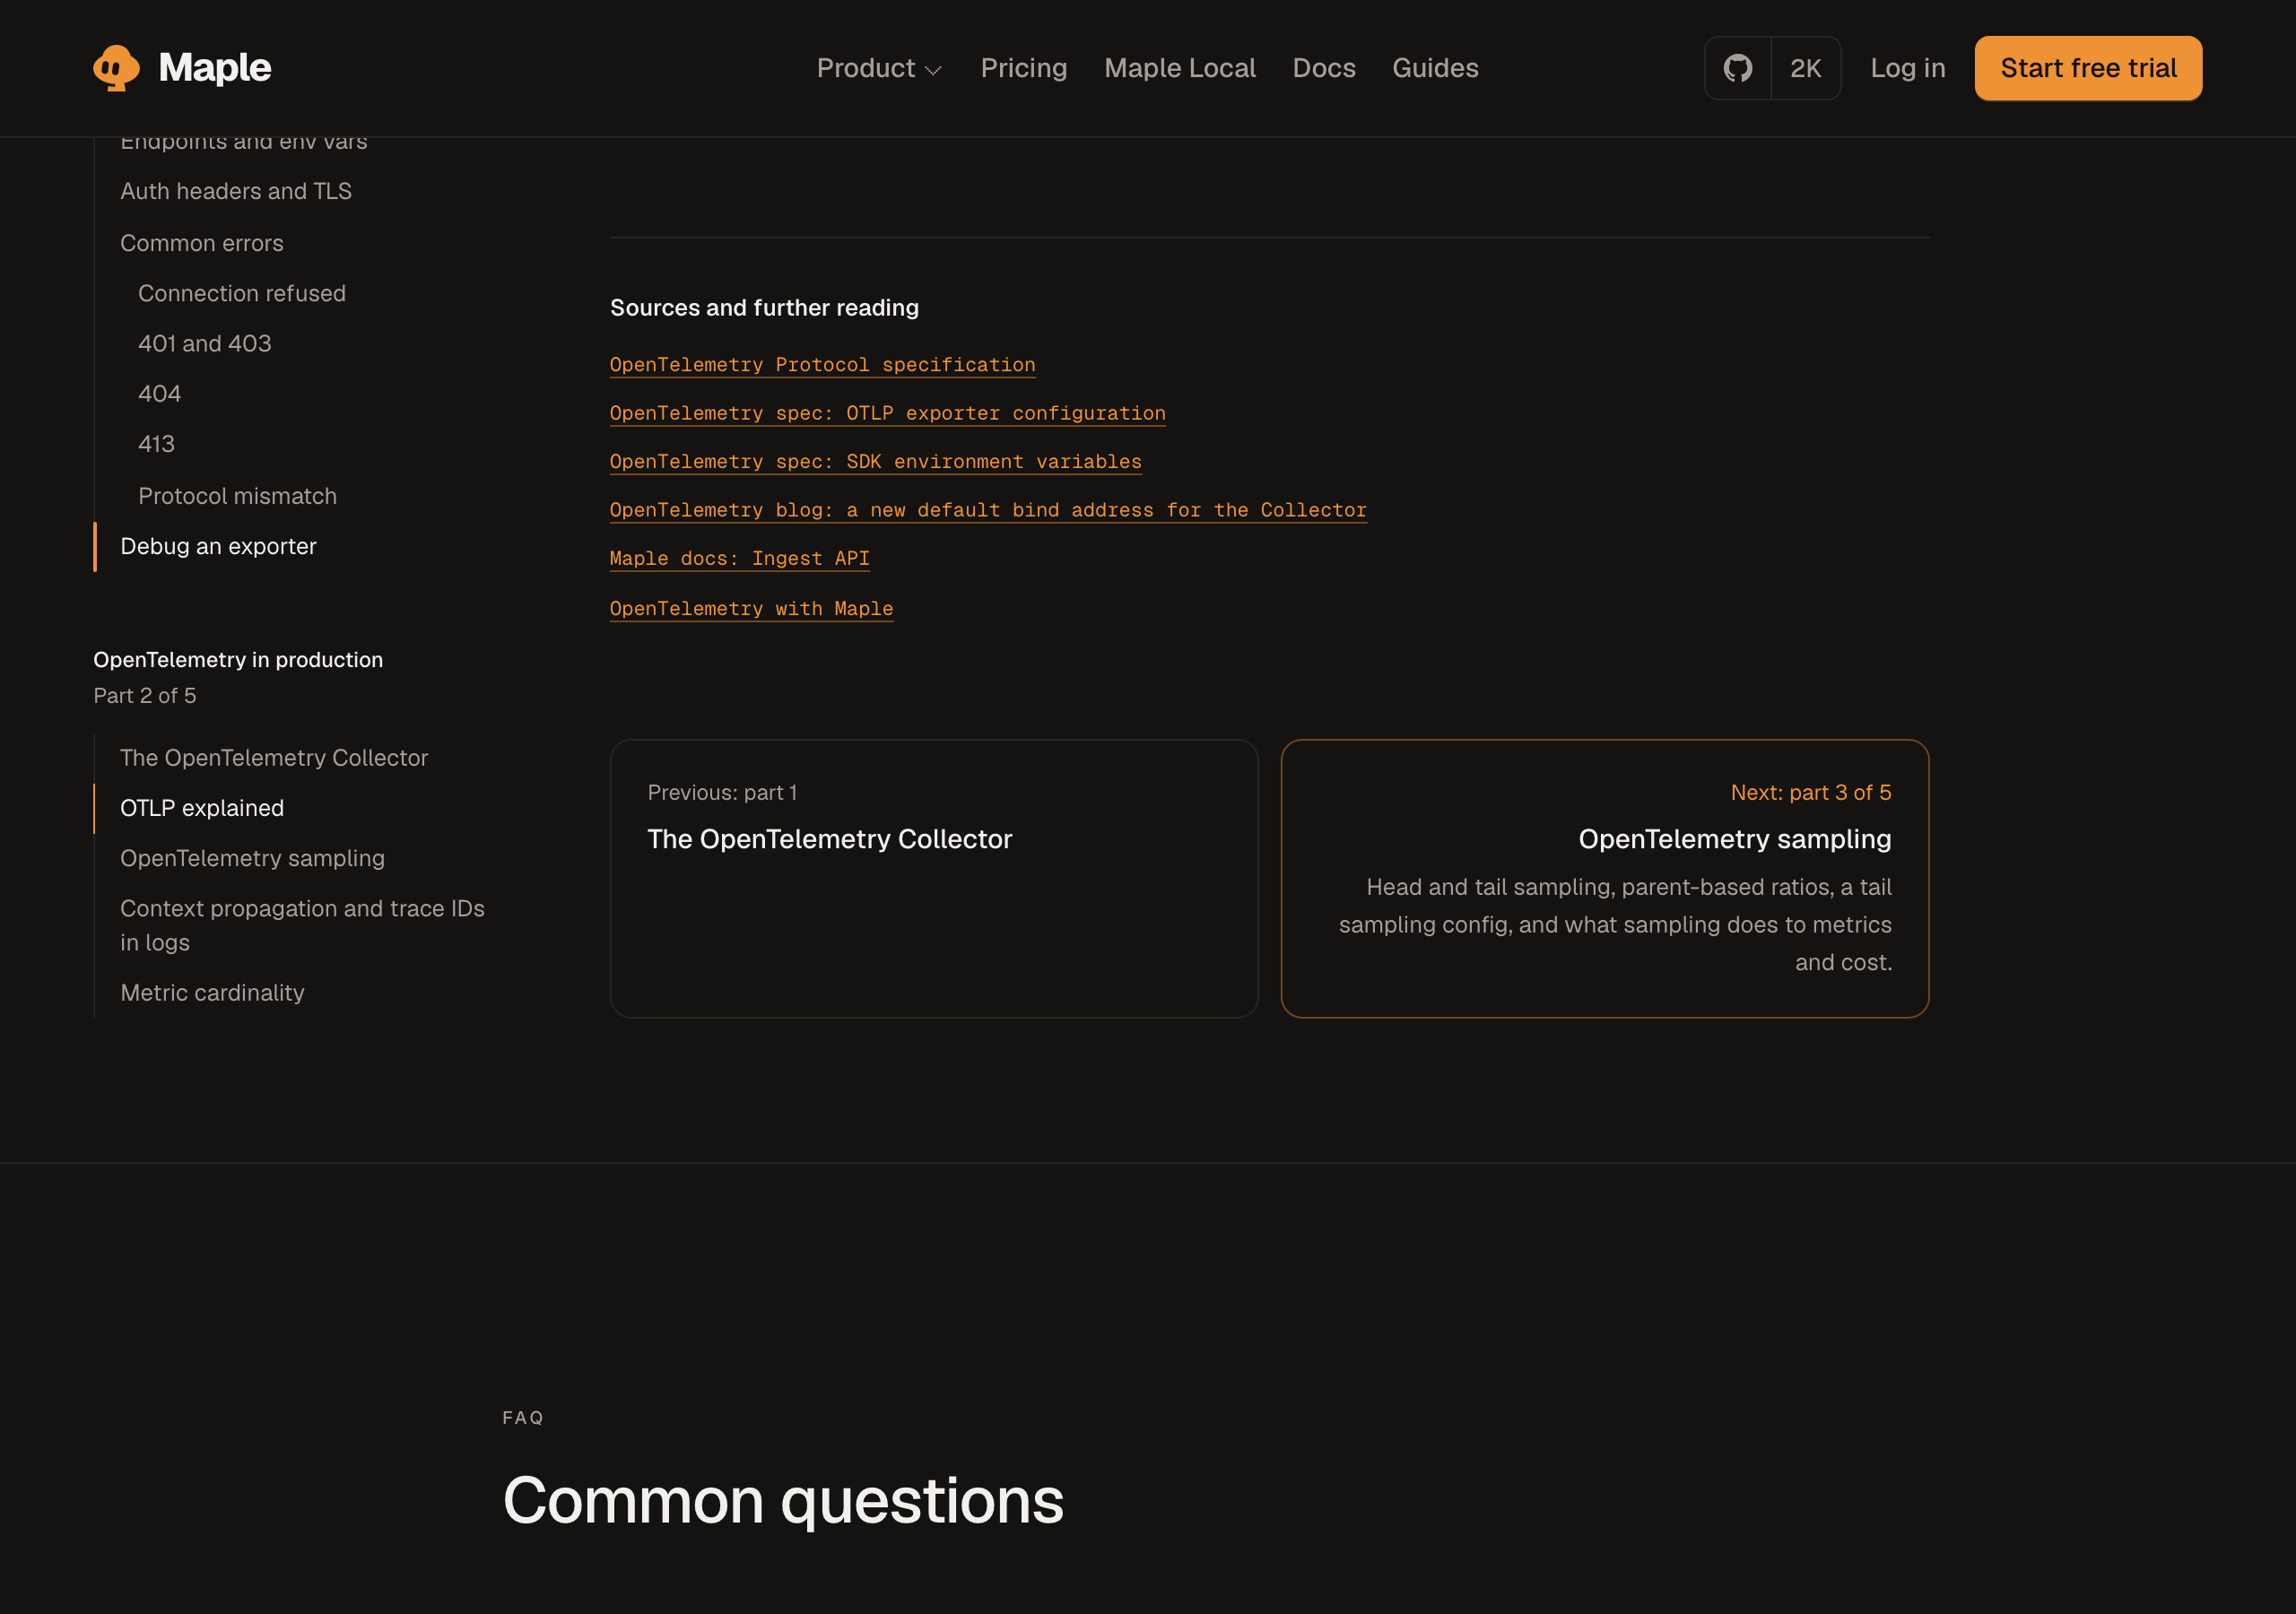 Maple
Product
Pricing
Maple Local
Docs
Guides
2K
Log in
Start free trial
Endpoints and env vars
Auth headers and TLS
Common errors
Connection refused
401 and 403
404
413
Protocol mismatch
Debug an exporter
OpenTelemetry in production
Part 2 of 5
The OpenTelemetry Collector
OTLP explained
OpenTelemetry sampling
Context propagation and trace IDs
in logs
Metric cardinality
Sources and further reading
OpenTelemetry Protocol specification
OpenTelemetry spec: OTLP exporter configuration
OpenTelemetry spec: SDK environment variables
OpenTelemetry blog: a new default bind address for the Collector
Maple docs: Ingest API
OpenTelemetry with Maple
Previous: part 1
The OpenTelemetry Collector
Next: part 3 of 5
OpenTelemetry sampling
Head and tail sampling, parent-based ratios, a tail
sampling config, and what sampling does to metrics
and cost.
FAQ
Common questions